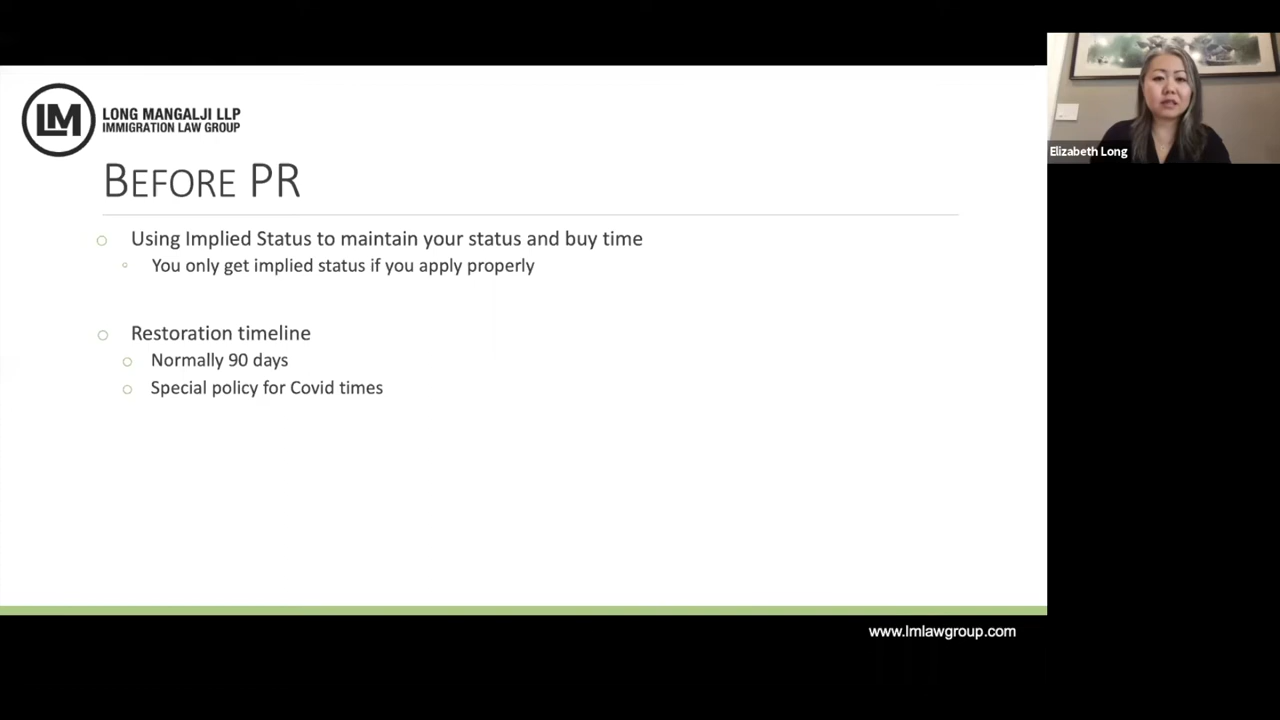 LM
LONG MANGALJI LLP
IMMIGRATION LAW GROUP
BEFORE PR
Using Implied Status to maintain your status and buy time
You only get implied status if you apply properly
Restoration timeline
Normally 90 days
Special policy for Covid times
www.lmlawgroup.com
Elizabeth Long